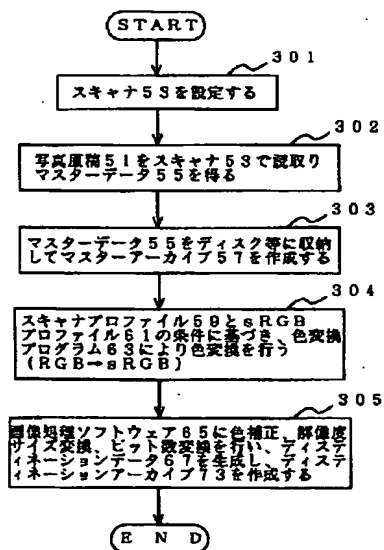 START
301
スキャナ53を設定する
302
写真原稿51をスキャナ53で読取り
マスターデータ55を得る
303
マスターデータ55をディスク等に収納
してマスターアーカイブ57を作成する
304
スキャナプロファイル59とsRGB
プロファイル61の条件に基づき、色変換
プログラム63により色変換を行う
(RGB→sRGB)
305
画像処理ソフトウェア65に色補正、解像度
サイズ変換、ビット数変換を行い、ディステ
ィネーションデータ67を生成し、ディステ
ィネーションアーカイブ73を作成する
END